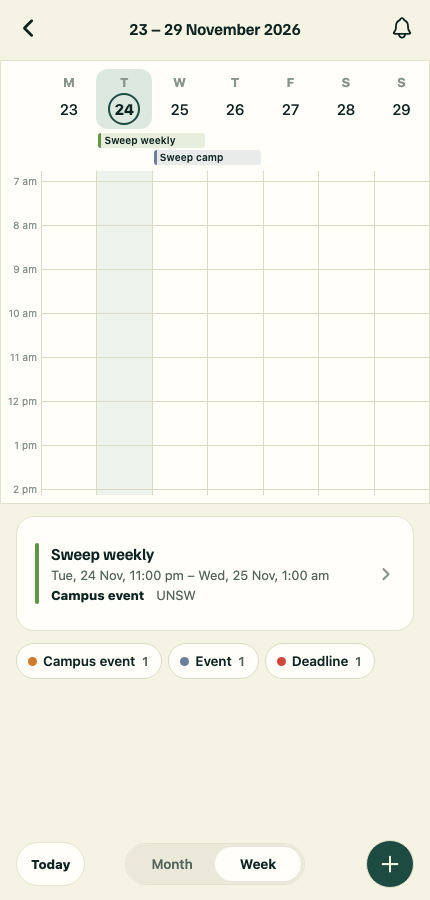 23 – 29 November 2026
M T W T F S S
23 24 25 26 27 28 29
Sweep weekly
Sweep camp
7 am
8 am
9 am
10 am
11 am
12 pm
1 pm
2 pm
Sweep weekly
Tue, 24 Nov, 11:00 pm – Wed, 25 Nov, 1:00 am
Campus event UNSW
Campus event 1 Event 1 Deadline 1
Today Month Week